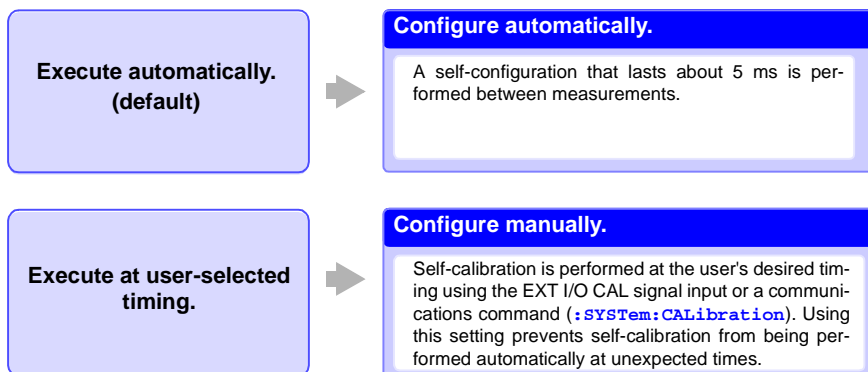 Execute automatically.
(default)
Configure automatically.
A self-configuration that lasts about 5 ms is per-
formed between measurements.
Execute at user-selected
timing.
Configure manually.
Self-calibration is performed at the user's desired tim-
ing using the EXT I/O CAL signal input or a communi-
cations command (:SYSTem:CALibration). Using
this setting prevents self-calibration from being per-
formed automatically at unexpected times.